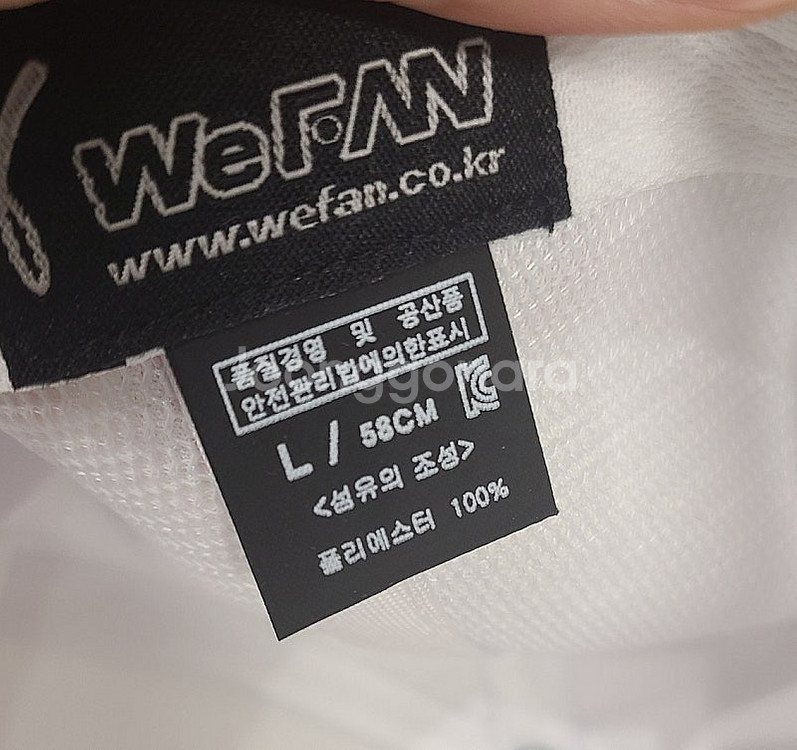 WeFAN
www.wefan.co.kr
품질경영 및 공산품
안전관리법에의한표시
L / 58CM
<섬유의 조성>
폴리에스터 100%
Joonggonara